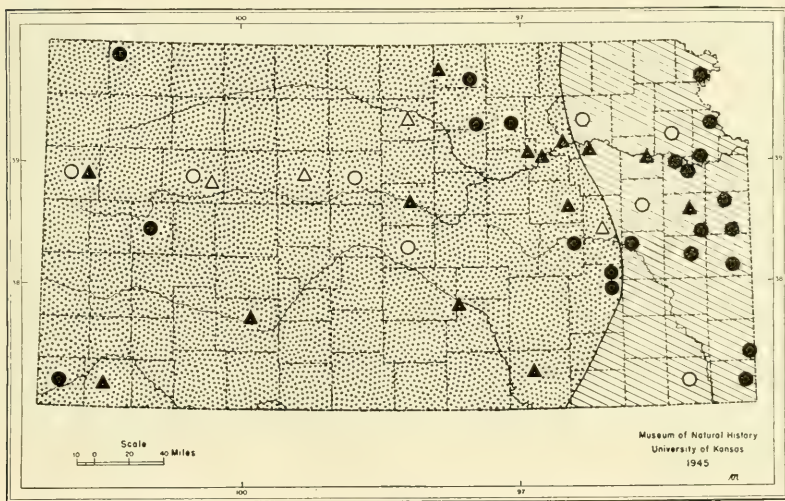 100 97
39 39
38 38
Scale
10 0 20 40 Miles
Museum of Natural History
University of Kansas
1945
100 97